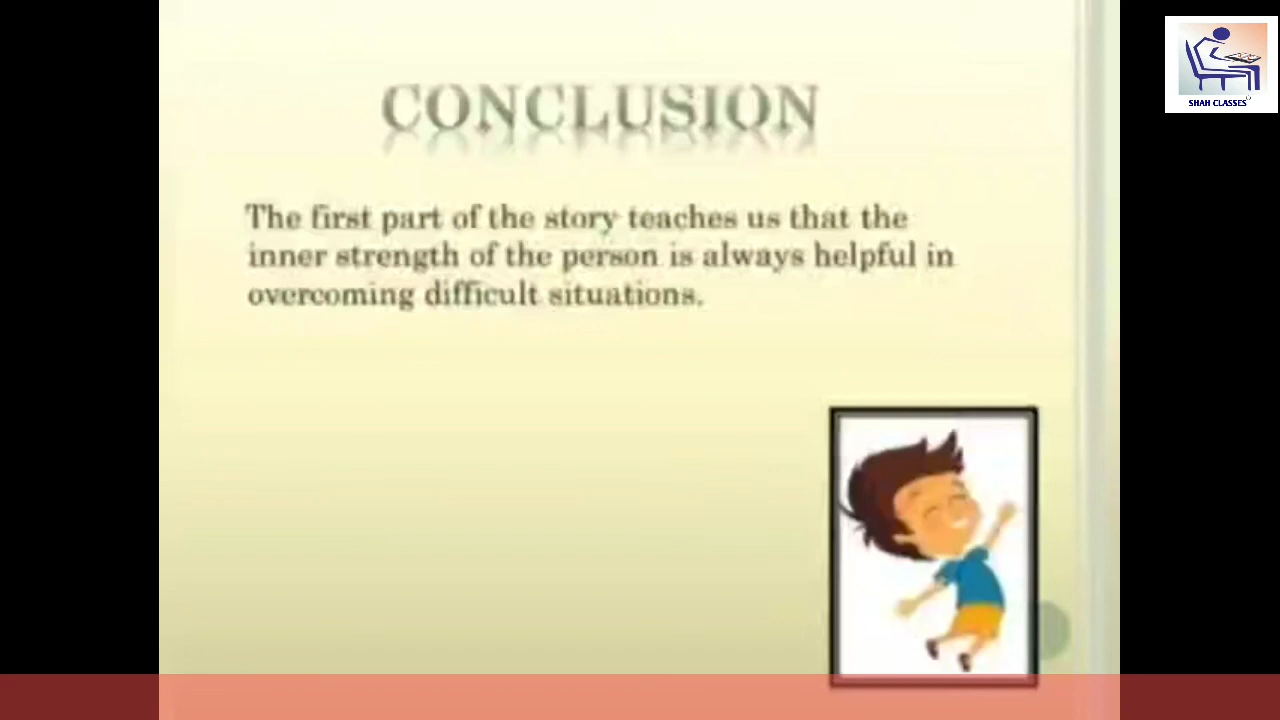 SHAH CLASSES
CONCLUSION
The first part of the story teaches us that the
inner strength of the person is always helpful in
overcoming difficult situations.